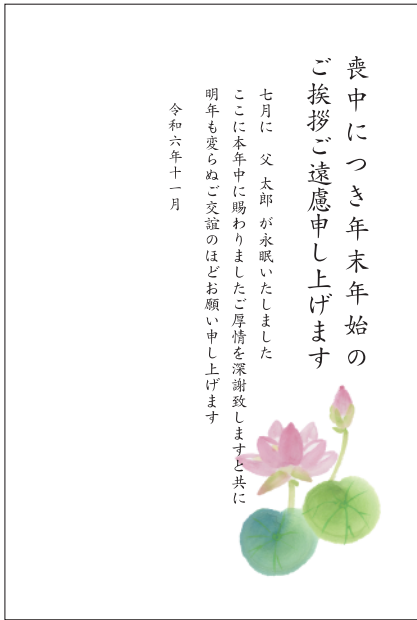 喪中につき年末年始の
ご挨拶ご遠慮申し上げます
七月に　父 太郎 が永眠いたしました
ここに本年中に賜わりましたご厚情を深謝致しますと共に
明年も変らぬご交誼のほどお願い申し上げます
令和六年十一月